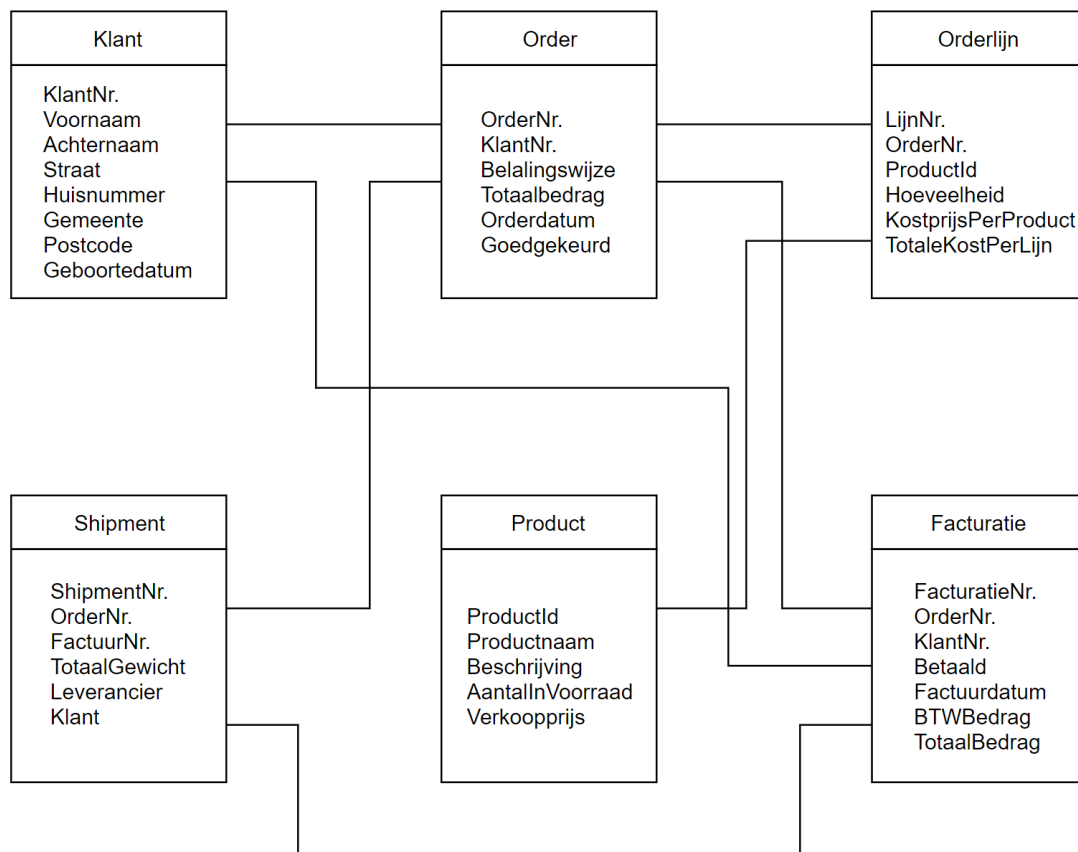 Klant
KlantNr.
Voornaam
Achternaam
Straat
Huisnummer
Gemeente
Postcode
Geboortedatum
Order
OrderNr.
KlantNr.
Belalingswijze
Totaalbedrag
Orderdatum
Goedgekeurd
Orderlijn
LijnNr.
OrderNr.
ProductId
Hoeveelheid
KostprijsPerProduct
TotaleKostPerLijn
Shipment
ShipmentNr.
OrderNr.
FactuurNr.
TotaalGewicht
Leverancier
Klant
Product
ProductId
Productnaam
Beschrijving
AantalInVoorraad
Verkoopprijs
Facturatie
FacturatieNr.
OrderNr.
KlantNr.
Betaald
Factuurdatum
BTWBedrag
TotaalBedrag